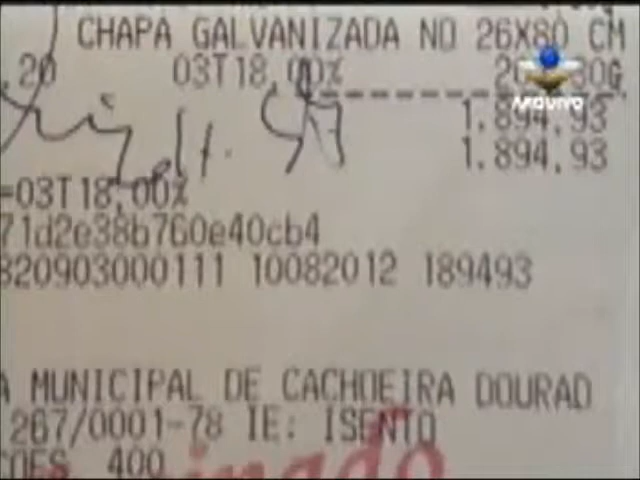 CHAPA GALVANIZADA NO 26X80 CM
.20 03T18,00%
ARQUIVO
1.894,93
1.894,93
=03T18,00%
71d2e38b760e40cb4
820903000111 10082012 189493
A MUNICIPAL DE CACHOEIRA DOURAD
267/0001-78 IE: ISENTO
COES 400